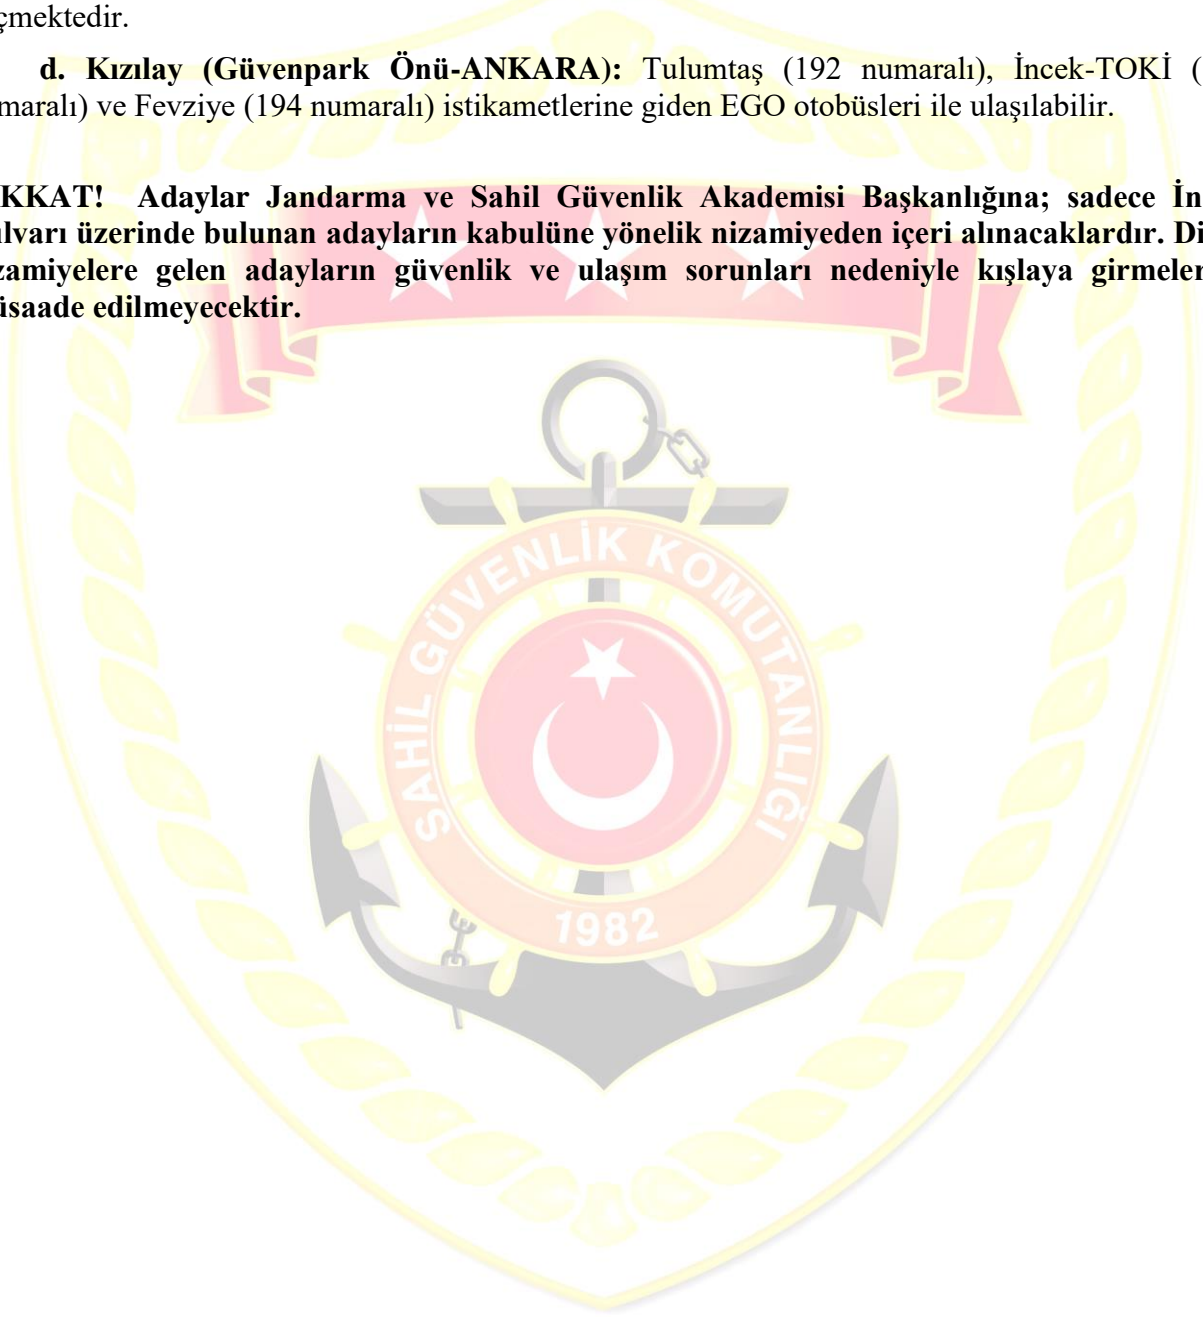 çmektedir.
d. Kızılay (Güvenpark Önü-ANKARA): Tulumtaş (192 numaralı), İncek-TOKİ (
maralı) ve Fevziye (194 numaralı) istikametlerine giden EGO otobüsleri ile ulaşılabilir.
İKKAT! Adaylar Jandarma ve Sahil Güvenlik Akademisi Başkanlığına; sadece İn
ulvarı üzerinde bulunan adayların kabulüne yönelik nizamiyeden içeri alınacaklardır. Di
zamiyelere gelen adayların güvenlik ve ulaşım sorunları nedeniyle kışlaya girmeler
üsaade edilmeyecektir.
SAHİL GÜVENLİK KOMUTANLIĞI
1982